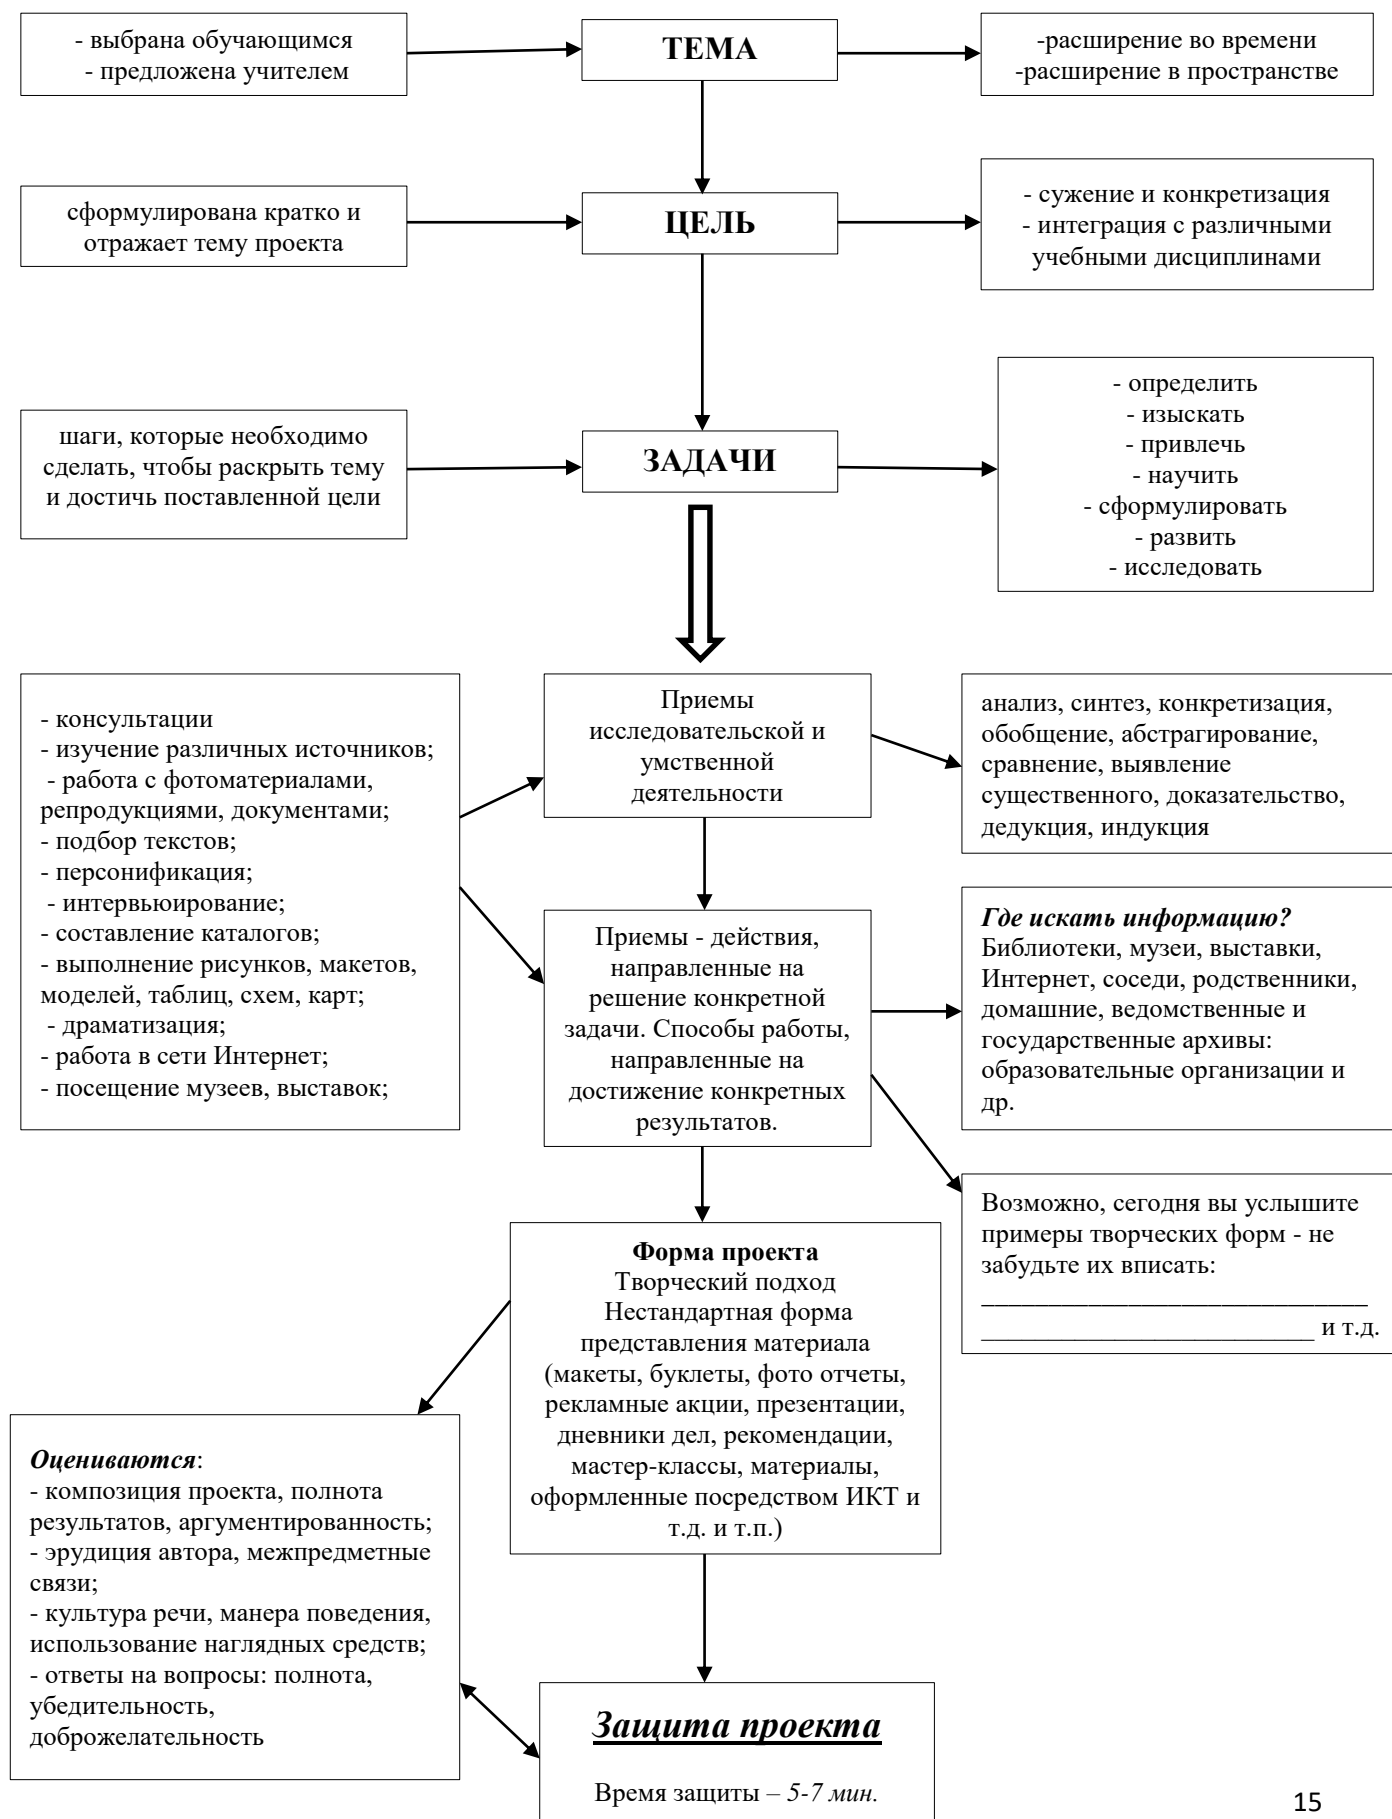 - выбрана обучающимся
- предложена учителем
ТЕМА
-расширение во времени
-расширение в пространстве
сформулирована кратко и
отражает тему проекта
ЦЕЛЬ
- сужение и конкретизация
- интеграция с различными
учебными дисциплинами
шаги, которые необходимо
сделать, чтобы раскрыть тему
и достичь поставленной цели
ЗАДАЧИ
- определить
- изыскать
- привлечь
- научить
- сформулировать
- развить
- исследовать
- консультации
- изучение различных источников;
- работа с фотоматериалами,
репродукциями, документами;
- подбор текстов;
- персонификация;
- интервьюирование;
- составление каталогов;
- выполнение рисунков, макетов,
моделей, таблиц, схем, карт;
- драматизация;
- работа в сети Интернет;
- посещение музеев, выставок;
Приемы
исследовательской и
умственной
деятельности
анализ, синтез, конкретизация,
обобщение, абстрагирование,
сравнение, выявление
существенного, доказательство,
дедукция, индукция
Приемы - действия,
направленные на
решение конкретной
задачи. Способы работы,
направленные на
достижение конкретных
результатов.
Где искать информацию?
Библиотеки, музеи, выставки,
Интернет, соседи, родственники,
домашние, ведомственные и
государственные архивы:
образовательные организации и
др.
Возможно, сегодня вы услышите
примеры творческих форм - не
забудьте их вписать:
_____________________________
_________________________ и т.д.
Форма проекта
Творческий подход
Нестандартная форма
представления материала
(макеты, буклеты, фото отчеты,
рекламные акции, презентации,
дневники дел, рекомендации,
мастер-классы, материалы,
оформленные посредством ИКТ и
т.д. и т.п.)
Оцениваются:
- композиция проекта, полнота
результатов, аргументированность;
- эрудиция автора, межпредметные
связи;
- культура речи, манера поведения,
использование наглядных средств;
- ответы на вопросы: полнота,
убедительность,
доброжелательность
Защита проекта
Время защиты – 5-7 мин.
15